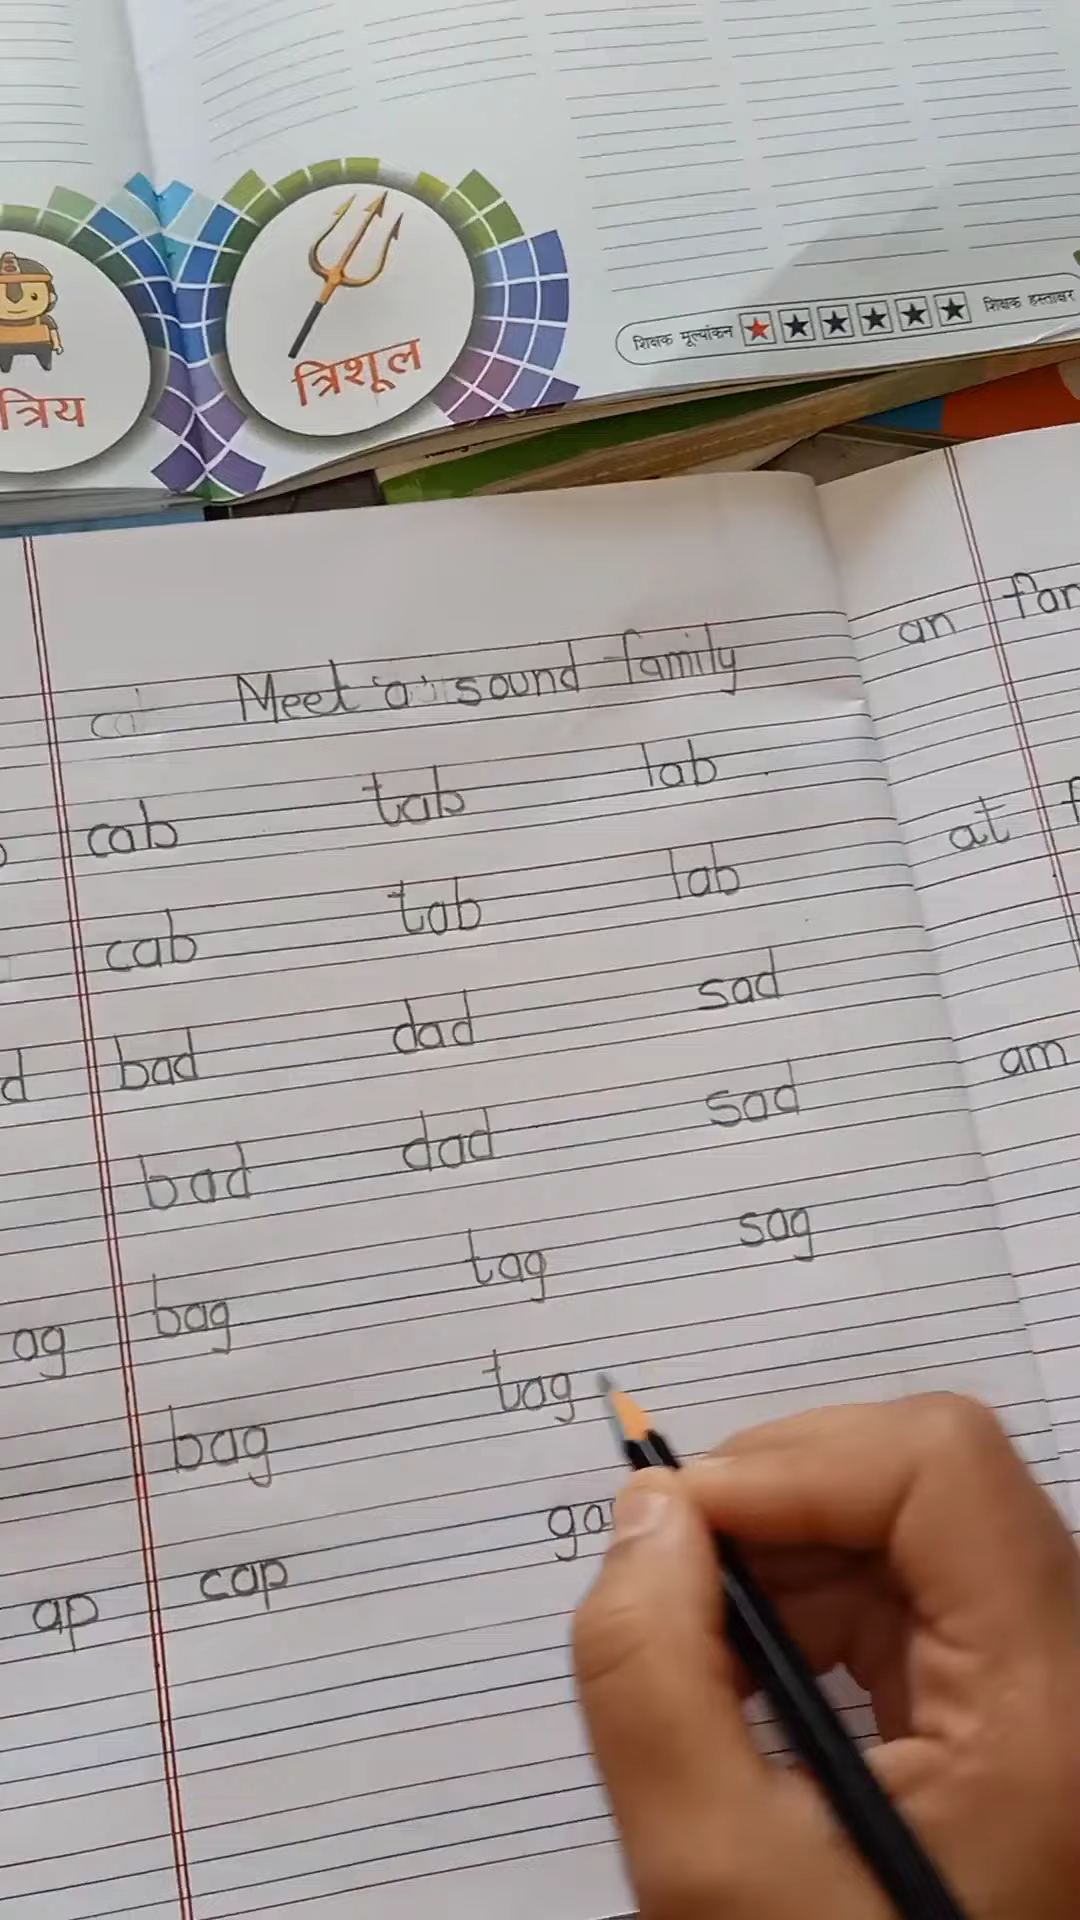 त्रिशूल
शिक्षक मूल्यांकन
शिक्षक हस्ताक्षर
Meet 'a' sound family
cab tab lab
cab tab lab
bad dad sad
bad dad sad
ag bag tag sag
bag tag
ap cap
an
at
am